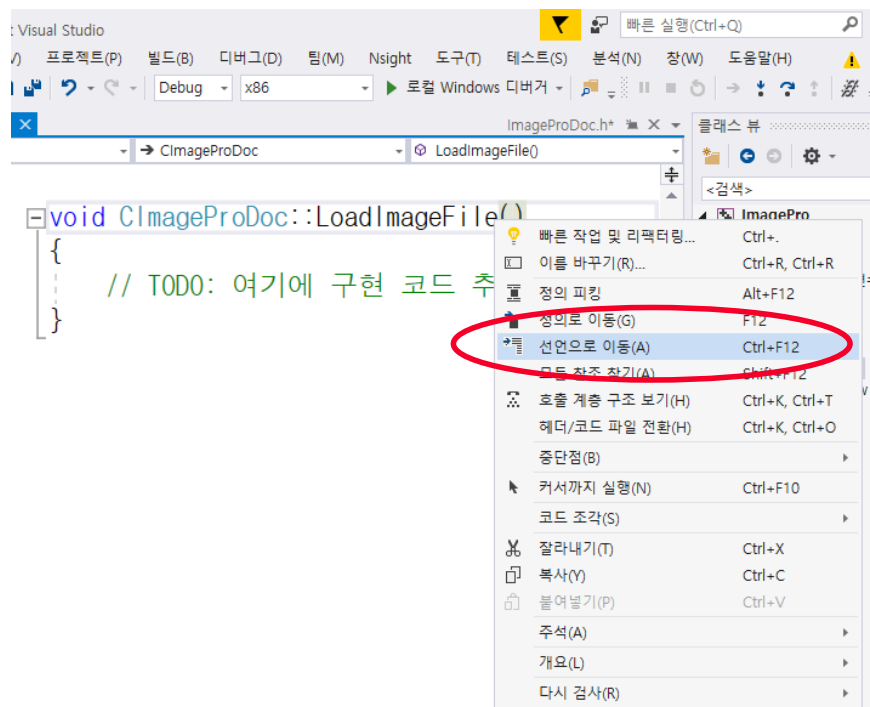 : Visual Studio
빠른 실행(Ctrl+Q)
프로젝트(P) 빌드(B) 디버그(D) 팀(M) Nsight 도구(T) 테스트(S) 분석(N) 창(W) 도움말(H)
Debug x86 로컬 Windows 디버거
ImageProDoc.h*
클래스 뷰
CImageProDoc LoadImageFile()
<검색>
ImagePro
void CImageProDoc::LoadImageFile()
{
// TODO: 여기에 구현 코드 추
}
빠른 작업 및 리팩터링... Ctrl+.
이름 바꾸기(R)... Ctrl+R, Ctrl+R
정의 피킹 Alt+F12
정의로 이동(G) F12
선언으로 이동(A) Ctrl+F12
모든 참조 찾기(A) Shift+F12
호출 계층 구조 보기(H) Ctrl+K, Ctrl+T
헤더/코드 파일 전환(H) Ctrl+K, Ctrl+O
중단점(B)
커서까지 실행(N) Ctrl+F10
코드 조각(S)
잘라내기(T) Ctrl+X
복사(Y) Ctrl+C
붙여넣기(P) Ctrl+V
주석(A)
개요(L)
다시 검사(R)